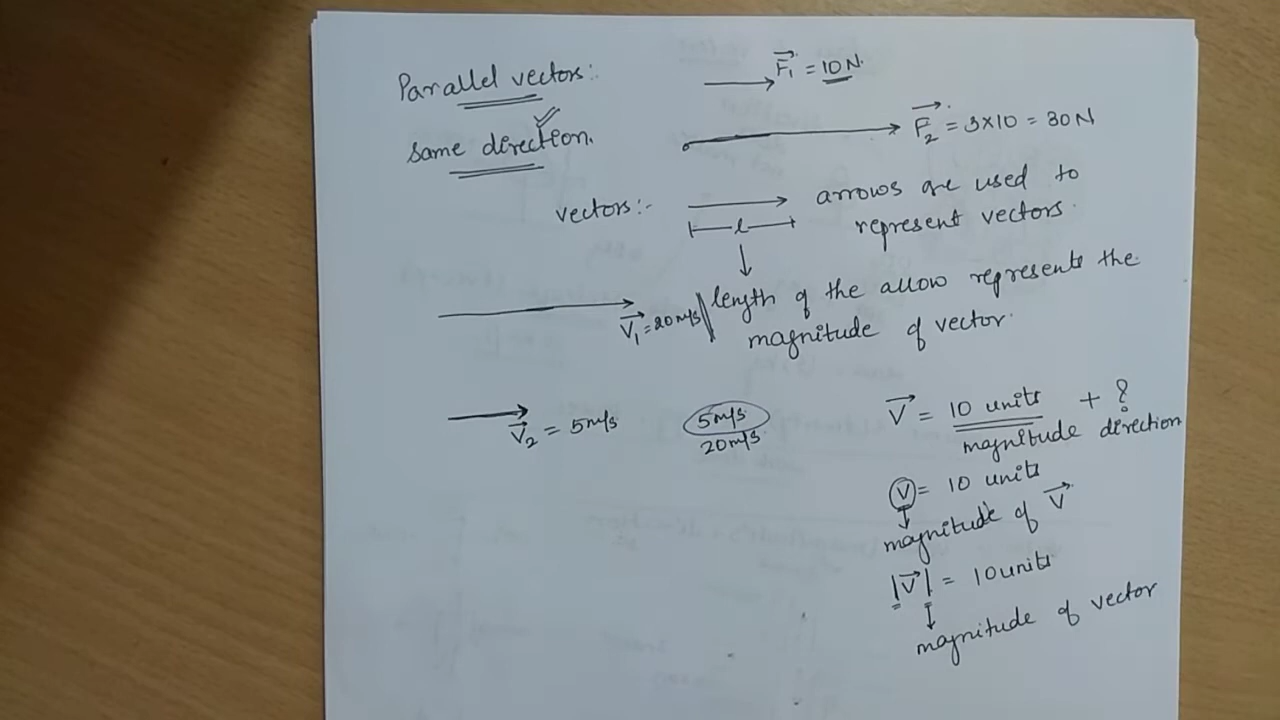 Parallel vectors:
F₁ = 10N
same direction.
F₂ = 3×10 = 30N
vectors:-
l
arrows are used to
represent vectors.
length of the allow represents the
magnitude of vector.
V₁ = 20m/s
V₂ = 5m/s
5m/s
20m/s
V = 10 units + ?
magnitude direction
V = 10 units
magnitude of V
|V| = 10 units
magnitude of vector